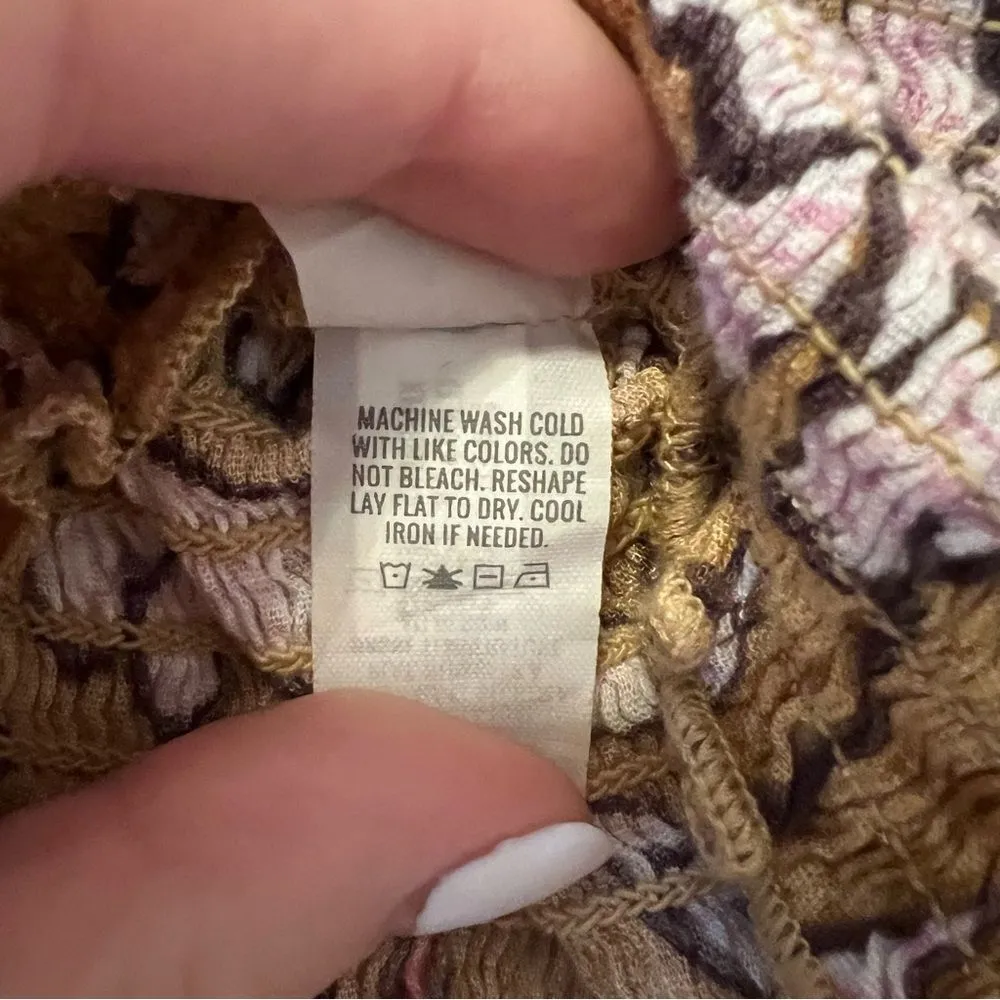 MACHINE WASH COLD
WITH LIKE COLORS. DO
NOT BLEACH. RESHAPE
LAY FLAT TO DRY. COOL
IRON IF NEEDED.